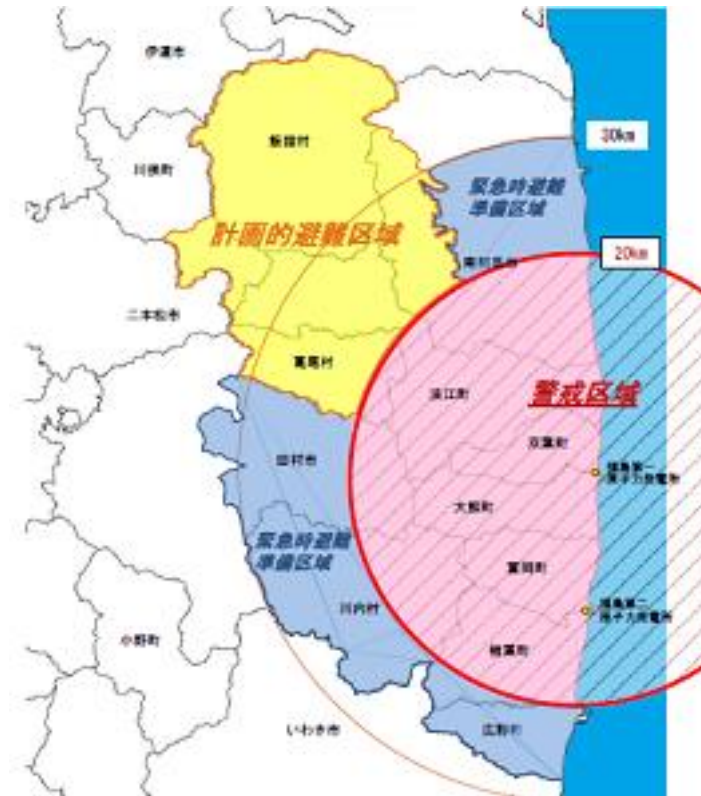 伊達市
30km
飯舘村
川俣町
緊急時避難
準備区域
計画的避難区域
南相馬市
20km
二本松市
葛尾村
浪江町
警戒区域
双葉町
田村市
福島第一
原子力発電所
大熊町
緊急時避難
準備区域
富岡町
川内村
福島第二
原子力発電所
小野町
楢葉町
いわき市
広野町